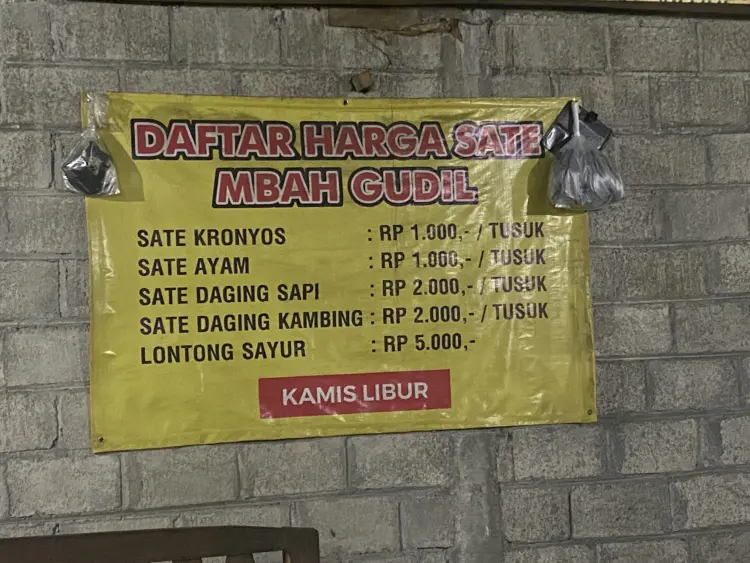 DAFTAR HARGA SATE
MBAH GUDIL
SATE KRONYOS : RP 1.000,- / TUSUK
SATE AYAM : RP 1.000,- / TUSUK
SATE DAGING SAPI : RP 2.000,- / TUSUK
SATE DAGING KAMBING : RP 2.000,- / TUSUK
LONTONG SAYUR : RP 5.000,-
KAMIS LIBUR